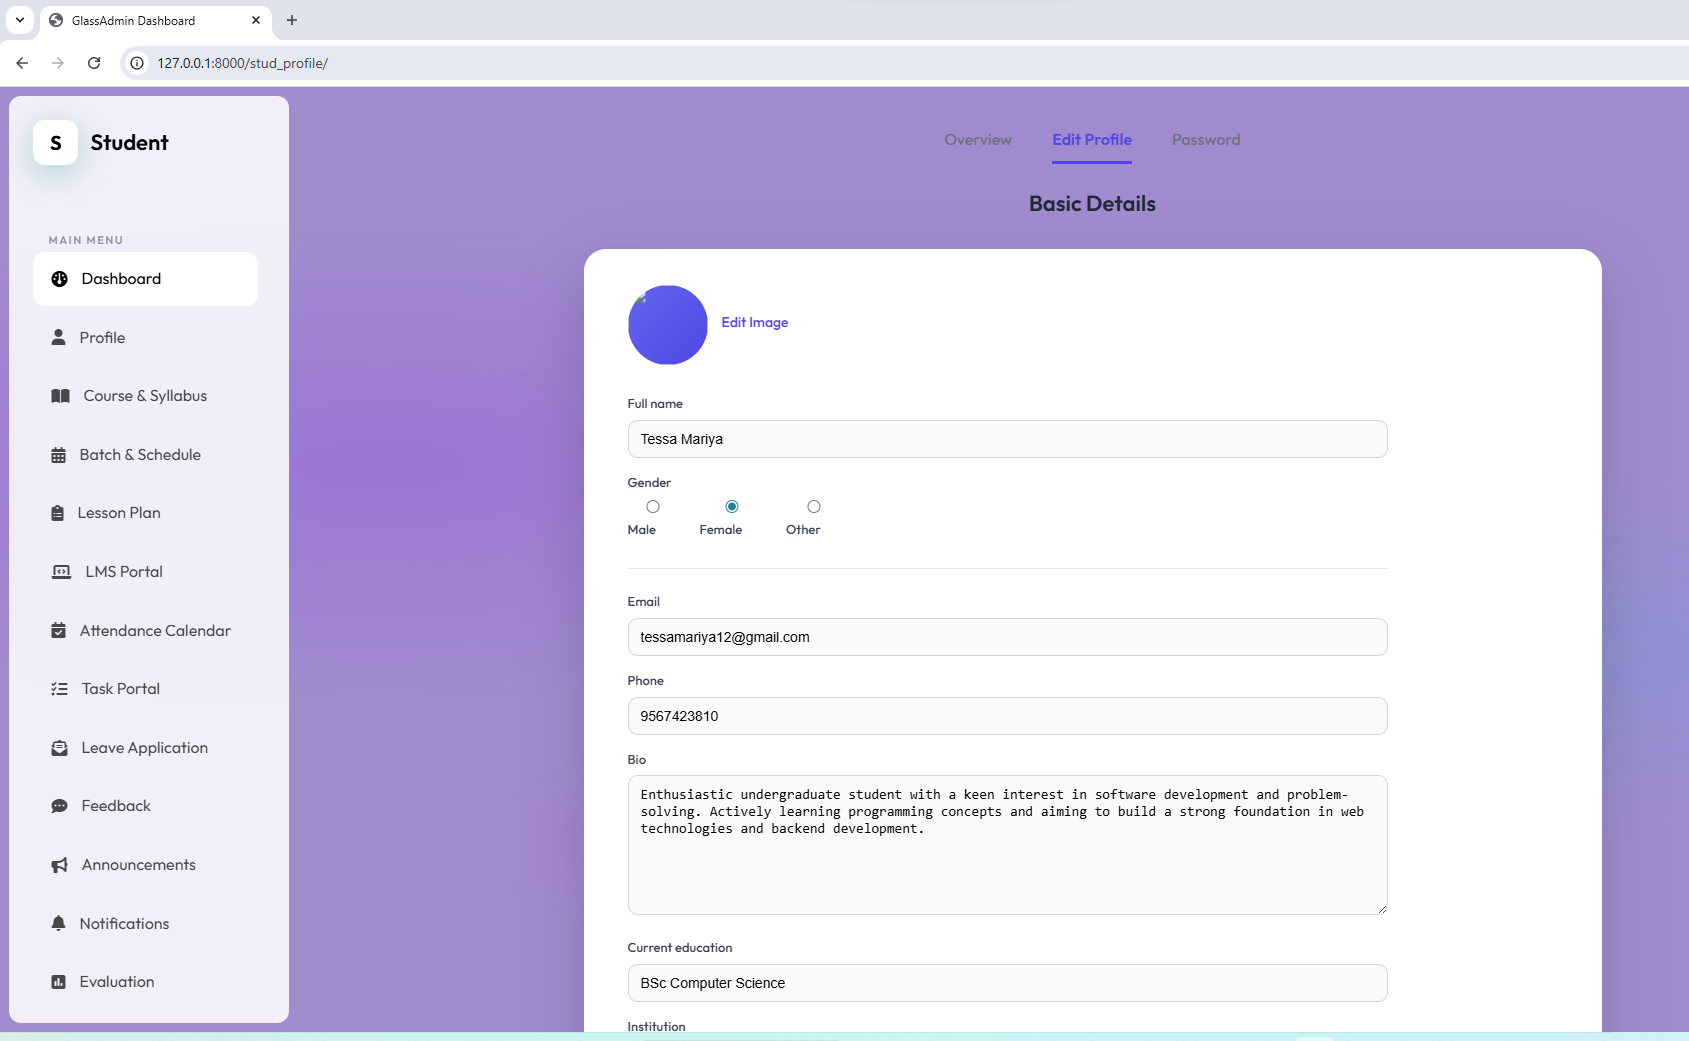 GlassAdmin Dashboard
127.0.0.1:8000/stud_profile/
S Student
MAIN MENU
Dashboard
Profile
Course & Syllabus
Batch & Schedule
Lesson Plan
LMS Portal
Attendance Calendar
Task Portal
Leave Application
Feedback
Announcements
Notifications
Evaluation
Overview Edit Profile Password
Basic Details
Edit Image
Full name
Tessa Mariya
Gender
Male Female Other
Email
tessamariya12@gmail.com
Phone
9567423810
Bio
Enthusiastic undergraduate student with a keen interest in software development and problem-
solving. Actively learning programming concepts and aiming to build a strong foundation in web
technologies and backend development.
Current education
BSc Computer Science
Institution